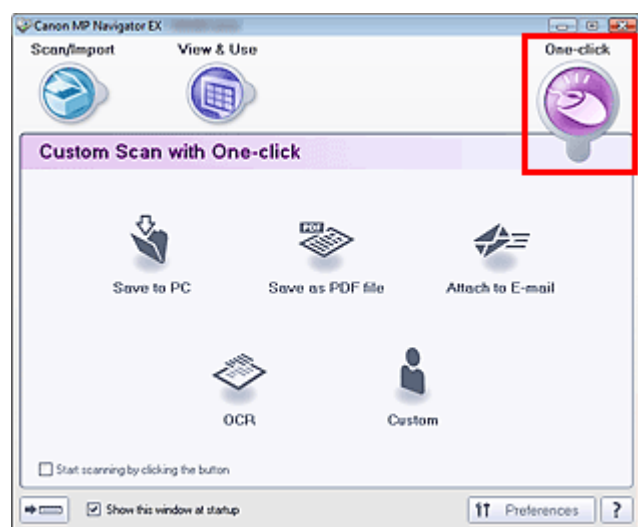 Canon MP Navigator EX
Scan/Import View & Use One-click
Custom Scan with One-click
Save to PC
PDF
Save as PDF file
Attach to E-mail
OCR
Custom
Start scanning by clicking the button
Show this window at startup
Preferences
?